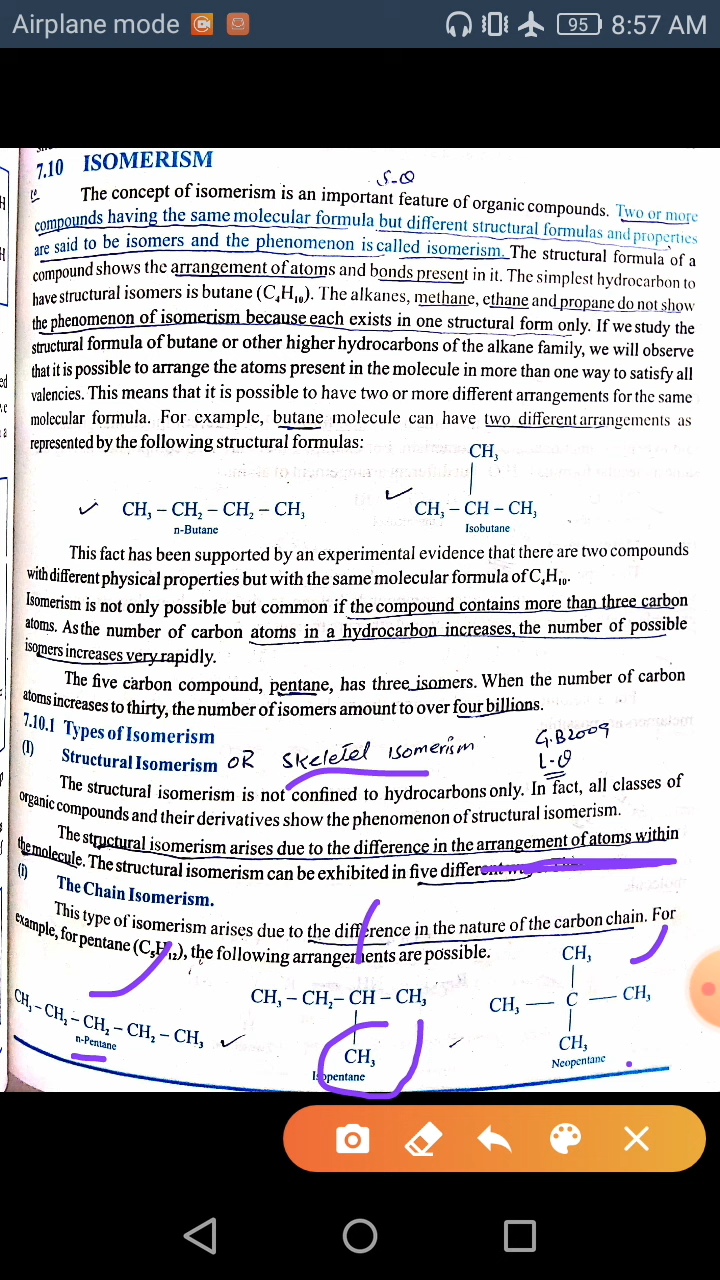 Airplane mode 95 8:57 AM
7.10 ISOMERISM
S-Q
The concept of isomerism is an important feature of organic compounds. Two or more
compounds having the same molecular formula but different structural formulas and properties
are said to be isomers and the phenomenon is called isomerism. The structural formula of a
compound shows the arrangement of atoms and bonds present in it. The simplest hydrocarbon to
have structural isomers is butane (C₄H₁₀). The alkanes, methane, ethane and propane do not show
the phenomenon of isomerism because each exists in one structural form only. If we study the
structural formula of butane or other higher hydrocarbons of the alkane family, we will observe
that it is possible to arrange the atoms present in the molecule in more than one way to satisfy all
valencies. This means that it is possible to have two or more different arrangements for the same
molecular formula. For example, butane molecule can have two different arrangements as
represented by the following structural formulas:
CH₃
CH₃ – CH₂ – CH₂ – CH₃ CH₃ – CH – CH₃
n-Butane Isobutane
This fact has been supported by an experimental evidence that there are two compounds
with different physical properties but with the same molecular formula of C₄H₁₀.
Isomerism is not only possible but common if the compound contains more than three carbon
atoms. As the number of carbon atoms in a hydrocarbon increases, the number of possible
isomers increases very rapidly.
The five carbon compound, pentane, has three isomers. When the number of carbon
atoms increases to thirty, the number of isomers amount to over four billions.
7.10.1 Types of Isomerism
G.B2009
(I) Structural Isomerism OR Skeletel isomerism
L-Q
The structural isomerism is not confined to hydrocarbons only. In fact, all classes of
organic compounds and their derivatives show the phenomenon of structural isomerism.
The structural isomerism arises due to the difference in the arrangement of atoms within
the molecule. The structural isomerism can be exhibited in five different
(i) The Chain Isomerism.
This type of isomerism arises due to the difference in the nature of the carbon chain. For
example, for pentane (C₅H₁₂), the following arrangements are possible.
CH₃
CH₃ – CH₂ – CH₂ – CH₂ – CH₃ CH₃ – CH₂ – CH – CH₃ CH₃ — C — CH₃
CH₃ CH₃
n-Pentane Isopentane Neopentane